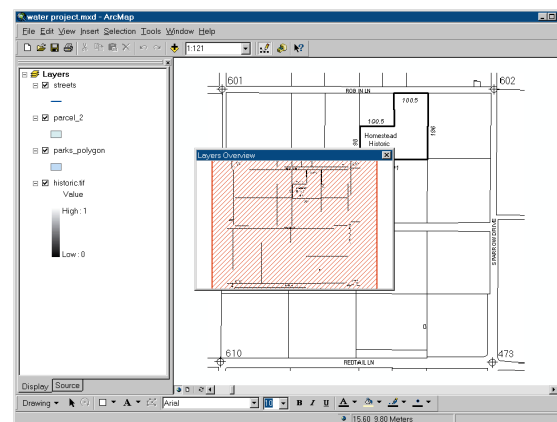 water project.mxd - ArcMap
File Edit View Insert Selection Tools Window Help
1:121
Layers
streets
parcel_2
parks_polygon
historic.tif
Value
High : 1
Low : 0
Display Source
601
602
ROBIN LN
100.5
100.5
196
Homestead
Historic
Layers Overview
SPARROW DRIVE
610
473
REDTAIL LN
Drawing
A
Arial
10
B I U
A
15.60 9.80 Meters